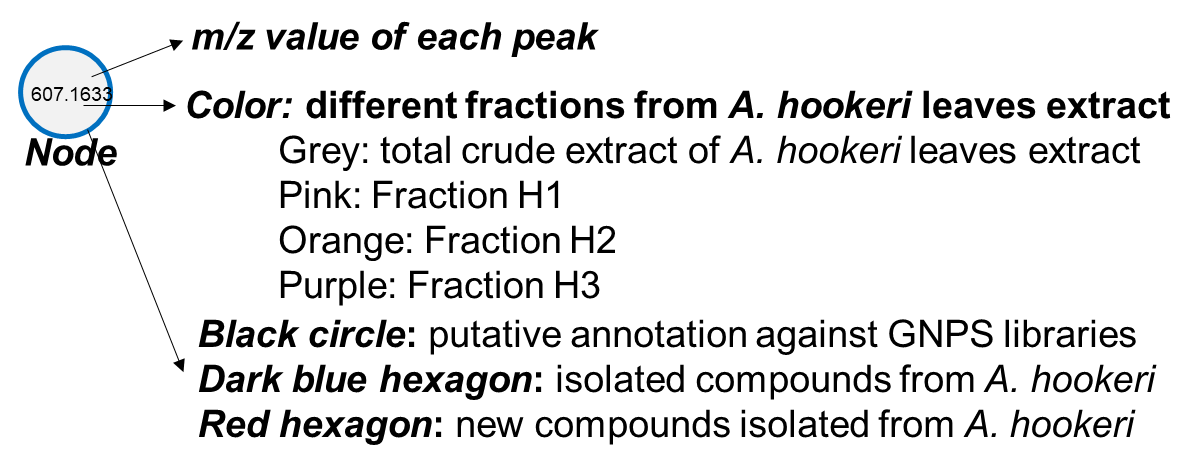 m/z value of each peak
607.1633
Color: different fractions from A. hookeri leaves extract
Node
Grey: total crude extract of A. hookeri leaves extract
Pink: Fraction H1
Orange: Fraction H2
Purple: Fraction H3
Black circle: putative annotation against GNPS libraries
Dark blue hexagon: isolated compounds from A. hookeri
Red hexagon: new compounds isolated from A. hookeri